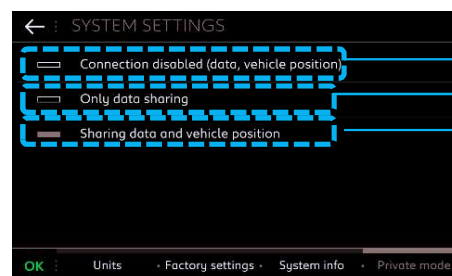 SYSTEM SETTINGS
Connection disabled (data, vehicle position)
Only data sharing
Sharing data and vehicle position
OK Units • Factory settings • System info • Private mode